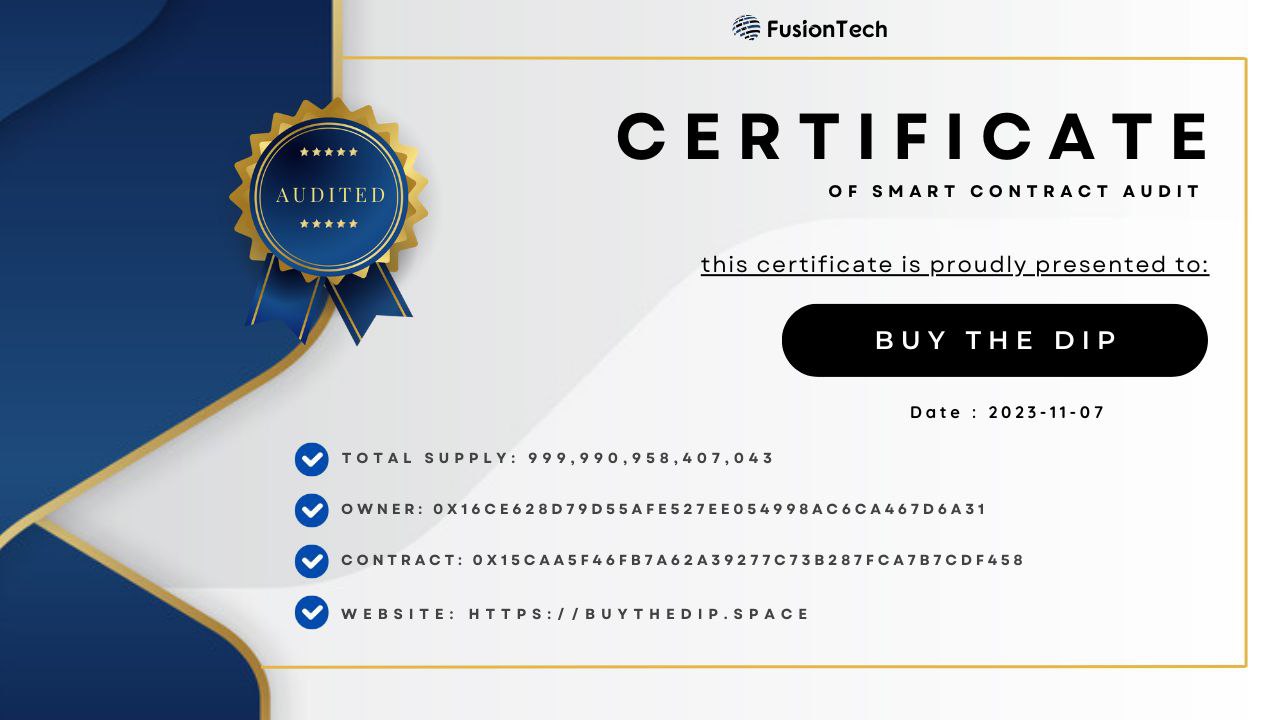 FusionTech
CERTIFICATE
OF SMART CONTRACT AUDIT
AUDITED
this certificate is proudly presented to:
BUY THE DIP
Date : 2023-11-07
TOTAL SUPPLY: 999,990,958,407,043
OWNER: 0X16CE628D79D55AFE527EE054998AC6CA467D6A31
CONTRACT: 0X15CAA5F46FB7A62A39277C73B287FCA7B7CDF458
WEBSITE: HTTPS://BUYTHEDIP.SPACE